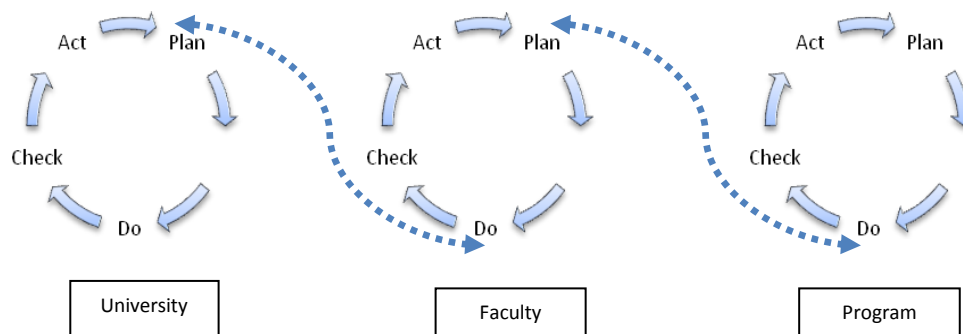 Act
Plan
Check
Do
University
Act
Plan
Check
Do
Faculty
Act
Plan
Check
Do
Program